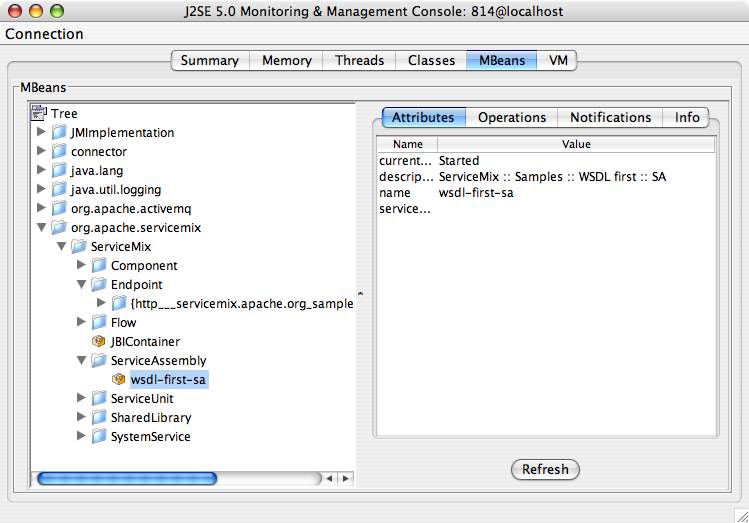 J2SE 5.0 Monitoring & Management Console: 814@localhost
Connection
Summary Memory Threads Classes MBeans VM
MBeans
Tree
JMImplementation
connector
java.lang
java.util.logging
org.apache.activemq
org.apache.servicemix
ServiceMix
Component
Endpoint
{http___servicemix.apache.org_sample
Flow
JBIContainer
ServiceAssembly
wsdl-first-sa
ServiceUnit
SharedLibrary
SystemService
Attributes Operations Notifications Info
Name Value
current... Started
descrip... ServiceMix :: Samples :: WSDL first :: SA
name wsdl-first-sa
service...
Refresh